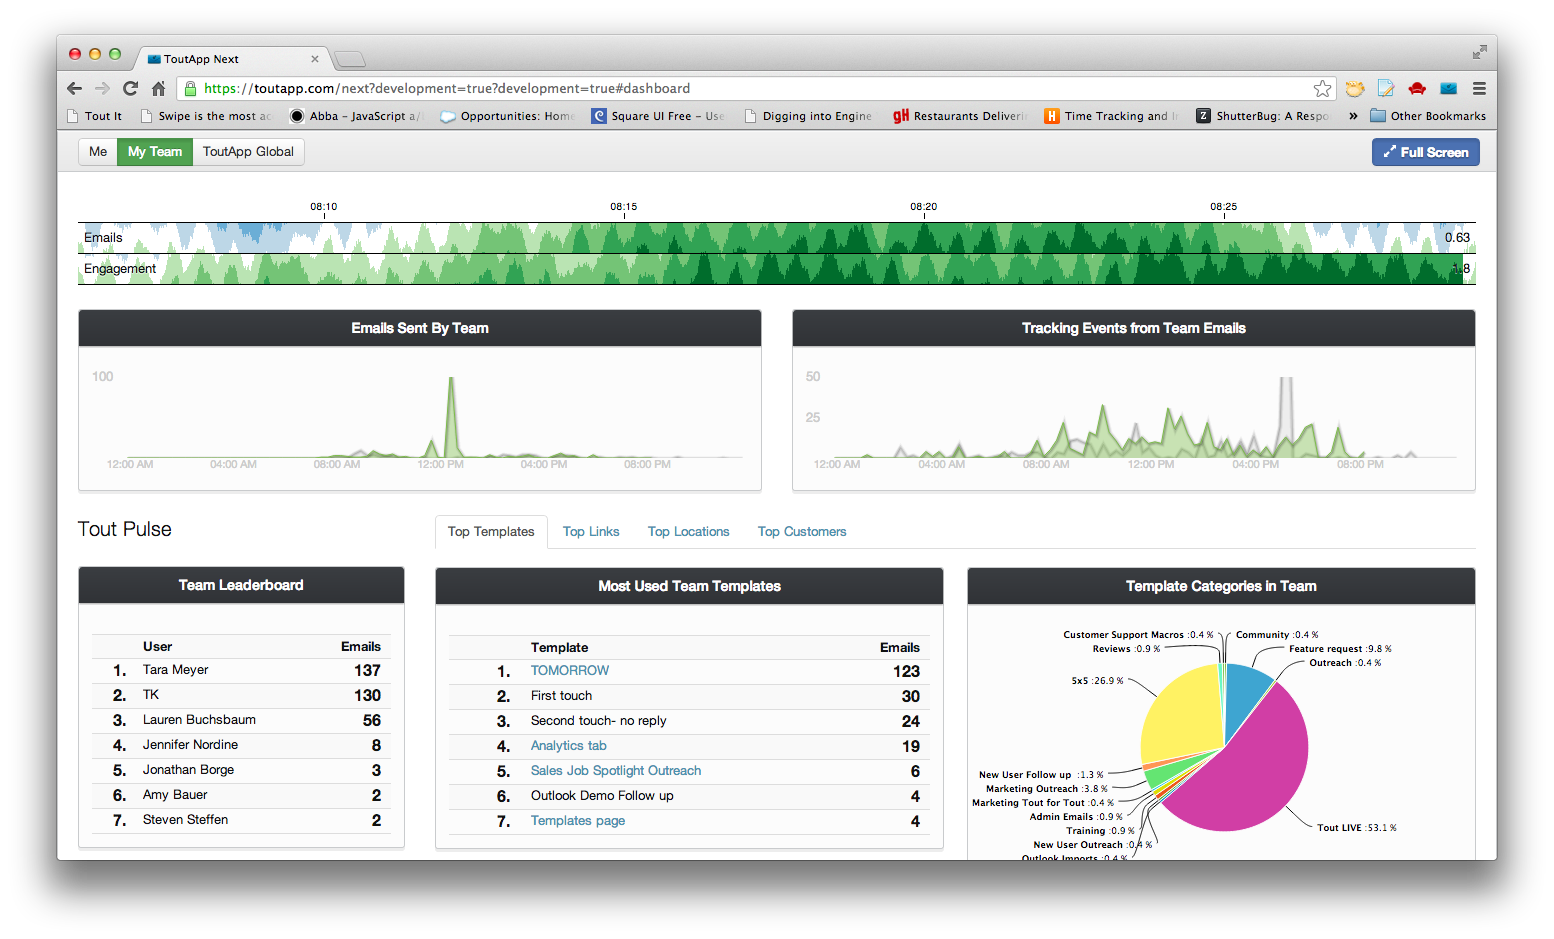 ToutApp Next
https://toutapp.com/next?development=true?development=true#dashboard
Tout It
Swipe is the most
Abba – JavaScript
Opportunities: Home
Square UI Free – Use
Digging into Engine
gH Restaurants Deliverin
H Time Tracking and
Z ShutterBug: A Respo
» Other Bookmarks
Me My Team ToutApp Global Full Screen
08:10 08:15 08:20 08:25
Emails 0.63
Engagement 1.8
Emails Sent By Team
100
12:00 AM 04:00 AM 08:00 AM 12:00 PM 04:00 PM 08:00 PM
Tracking Events from Team Emails
50
25
12:00 AM 04:00 AM 08:00 AM 12:00 PM 04:00 PM 08:00 PM
Tout Pulse
Top Templates Top Links Top Locations Top Customers
Team Leaderboard
User Emails
1. Tara Meyer 137
2. TK 130
3. Lauren Buchsbaum 56
4. Jennifer Nordine 8
5. Jonathan Borge 3
6. Amy Bauer 2
7. Steven Steffen 2
Most Used Team Templates
Template Emails
1. TOMORROW 123
2. First touch 30
3. Second touch- no reply 24
4. Analytics tab 19
5. Sales Job Spotlight Outreach 6
6. Outlook Demo Follow up 4
7. Templates page 4
Template Categories in Team
Customer Support Macros :0.4 %
Community :0.4 %
Reviews :0.9 %
Feature request :9.8 %
Outreach :0.4 %
5x5 :26.9 %
New User Follow up :1.3 %
Marketing Outreach :3.8 %
Marketing Tout for Tout :0.4 %
Admin Emails :0.9 %
Training :0.9 %
Tout LIVE :53.1 %
New User Outreach :0.4 %
Outlook Imports :0.4 %